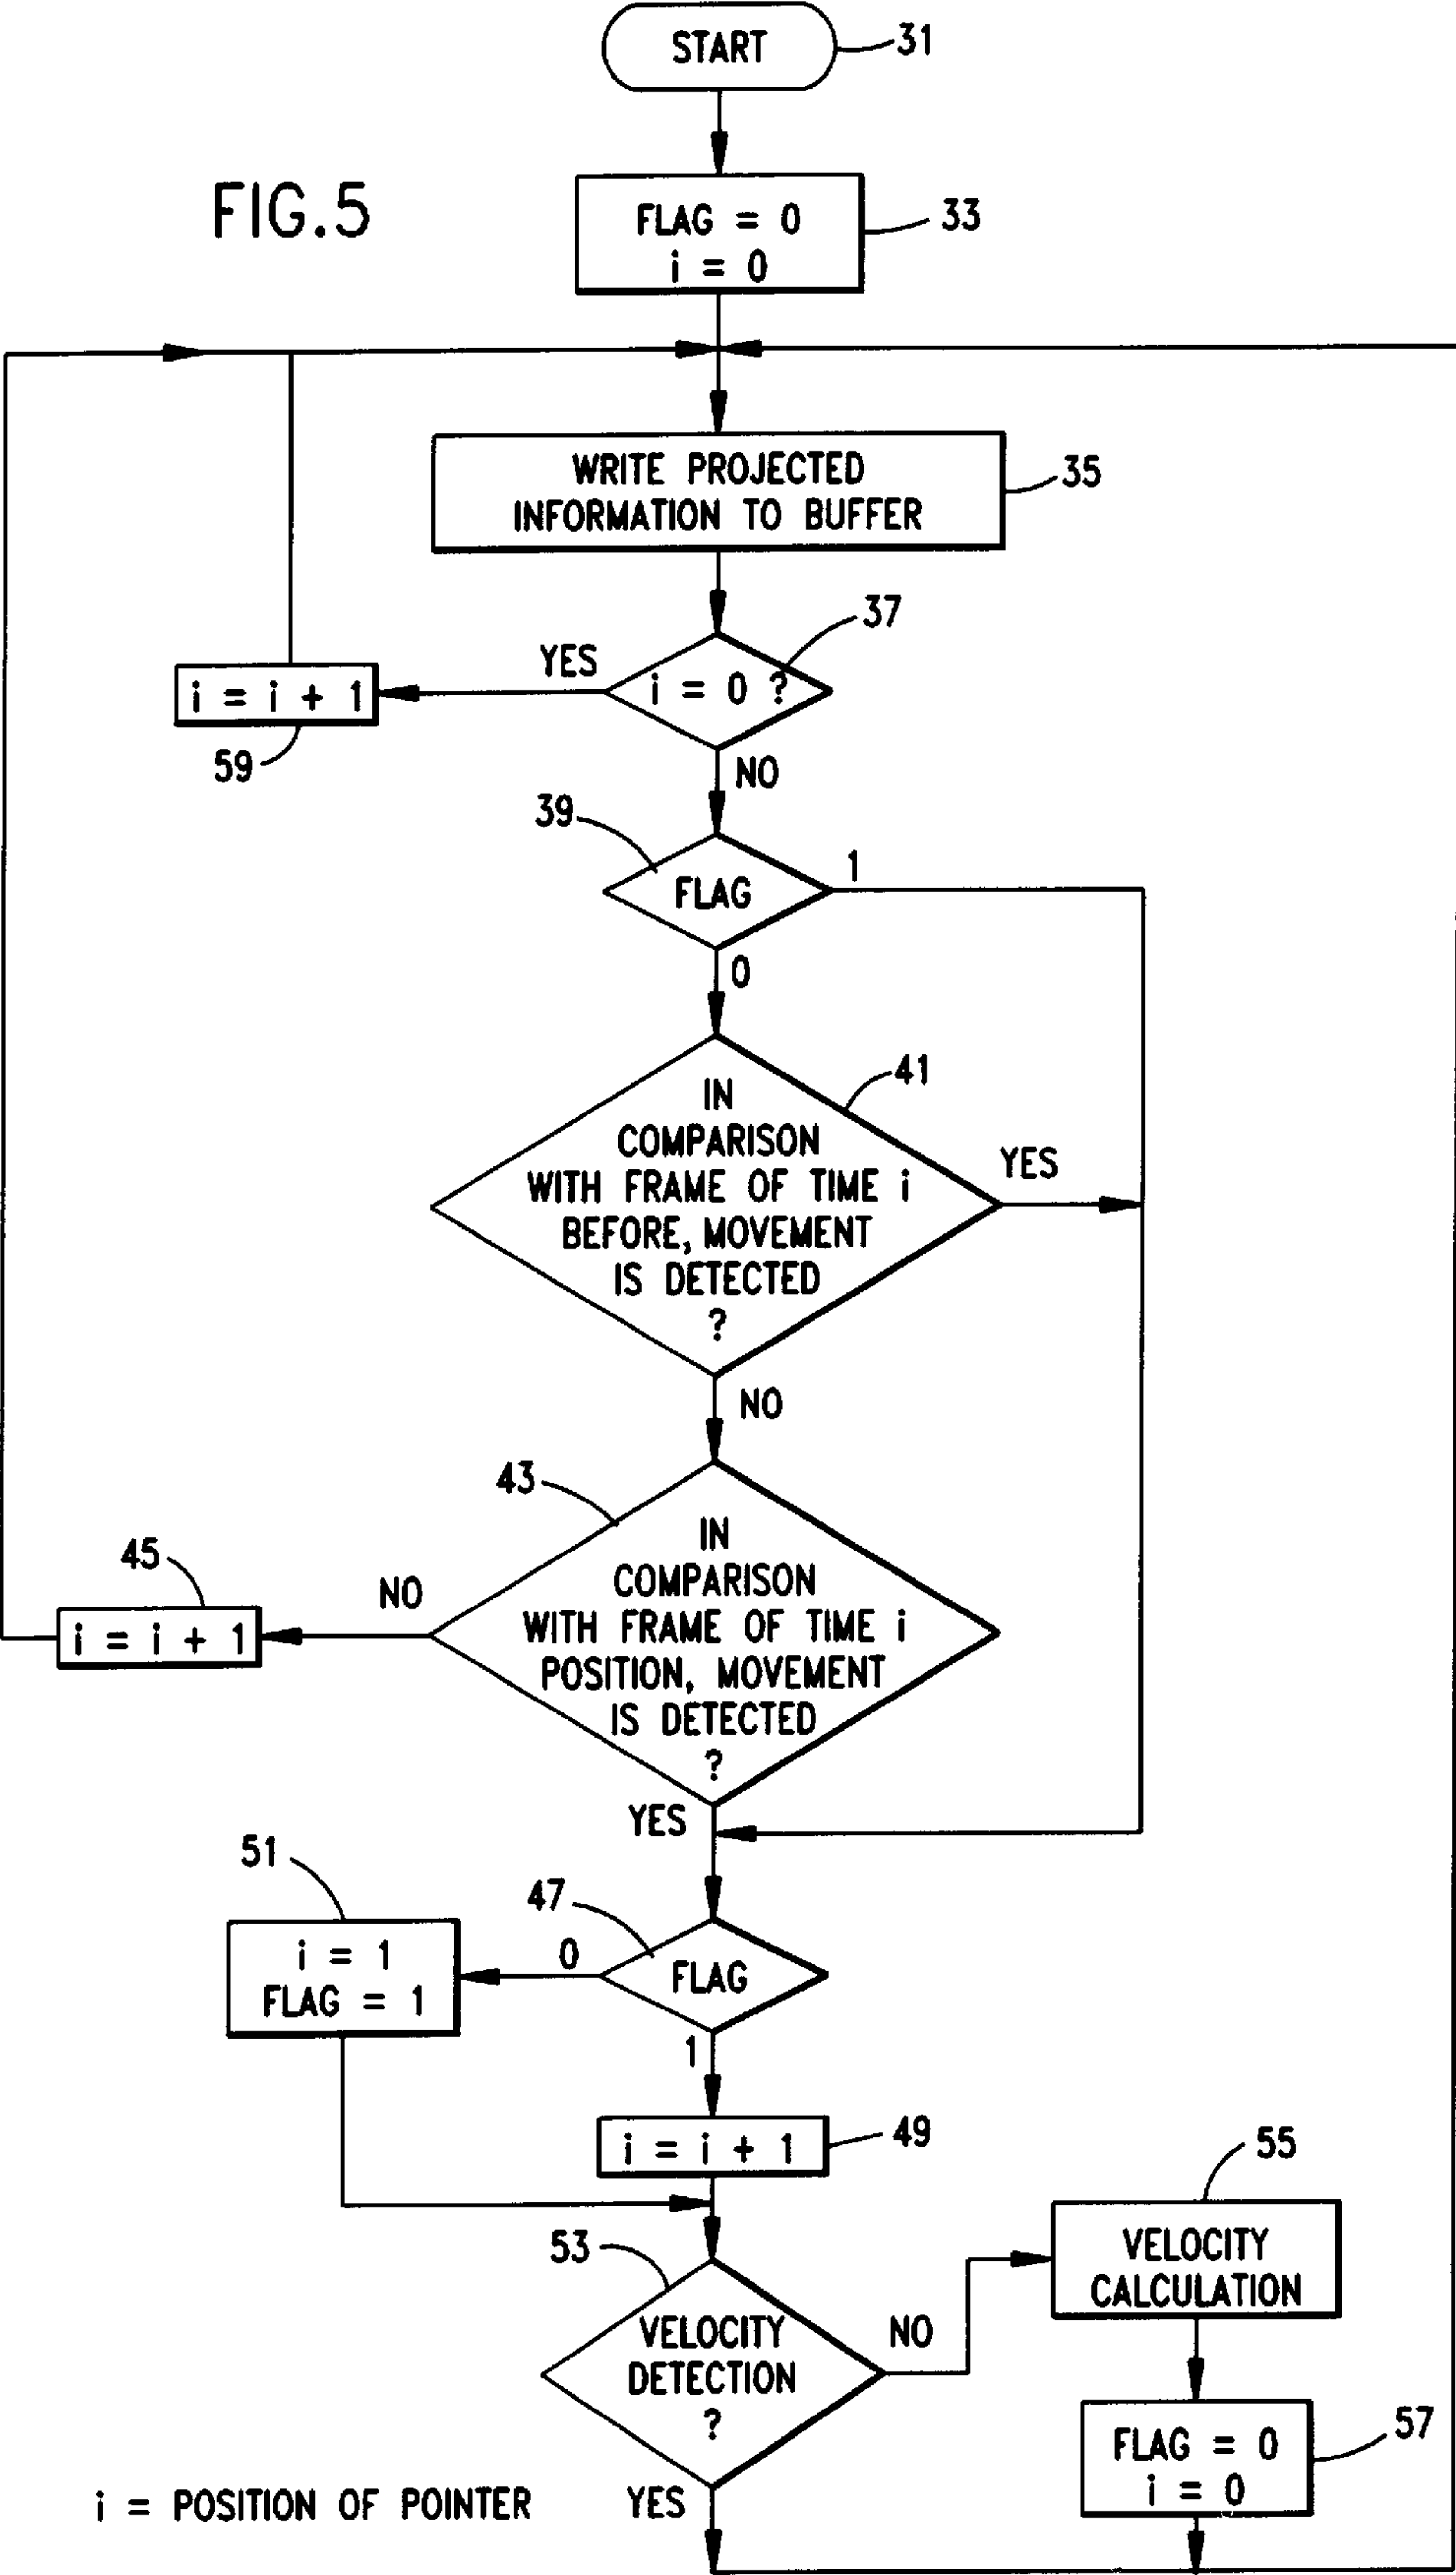 START
31
FIG.5
FLAG = 0
i = 0
33
WRITE PROJECTED
INFORMATION TO BUFFER
35
37
YES
i = 0 ?
i = i + 1
59
NO
39
FLAG
1
0
41
IN
COMPARISON
WITH FRAME OF TIME i
BEFORE, MOVEMENT
IS DETECTED
?
YES
NO
43
IN
COMPARISON
WITH FRAME OF TIME i
POSITION, MOVEMENT
IS DETECTED
?
45
NO
i = i + 1
YES
51
47
i = 1
FLAG = 1
0
FLAG
1
i = i + 1
49
55
53
VELOCITY
CALCULATION
VELOCITY
DETECTION
?
NO
57
FLAG = 0
i = 0
i = POSITION OF POINTER
YES